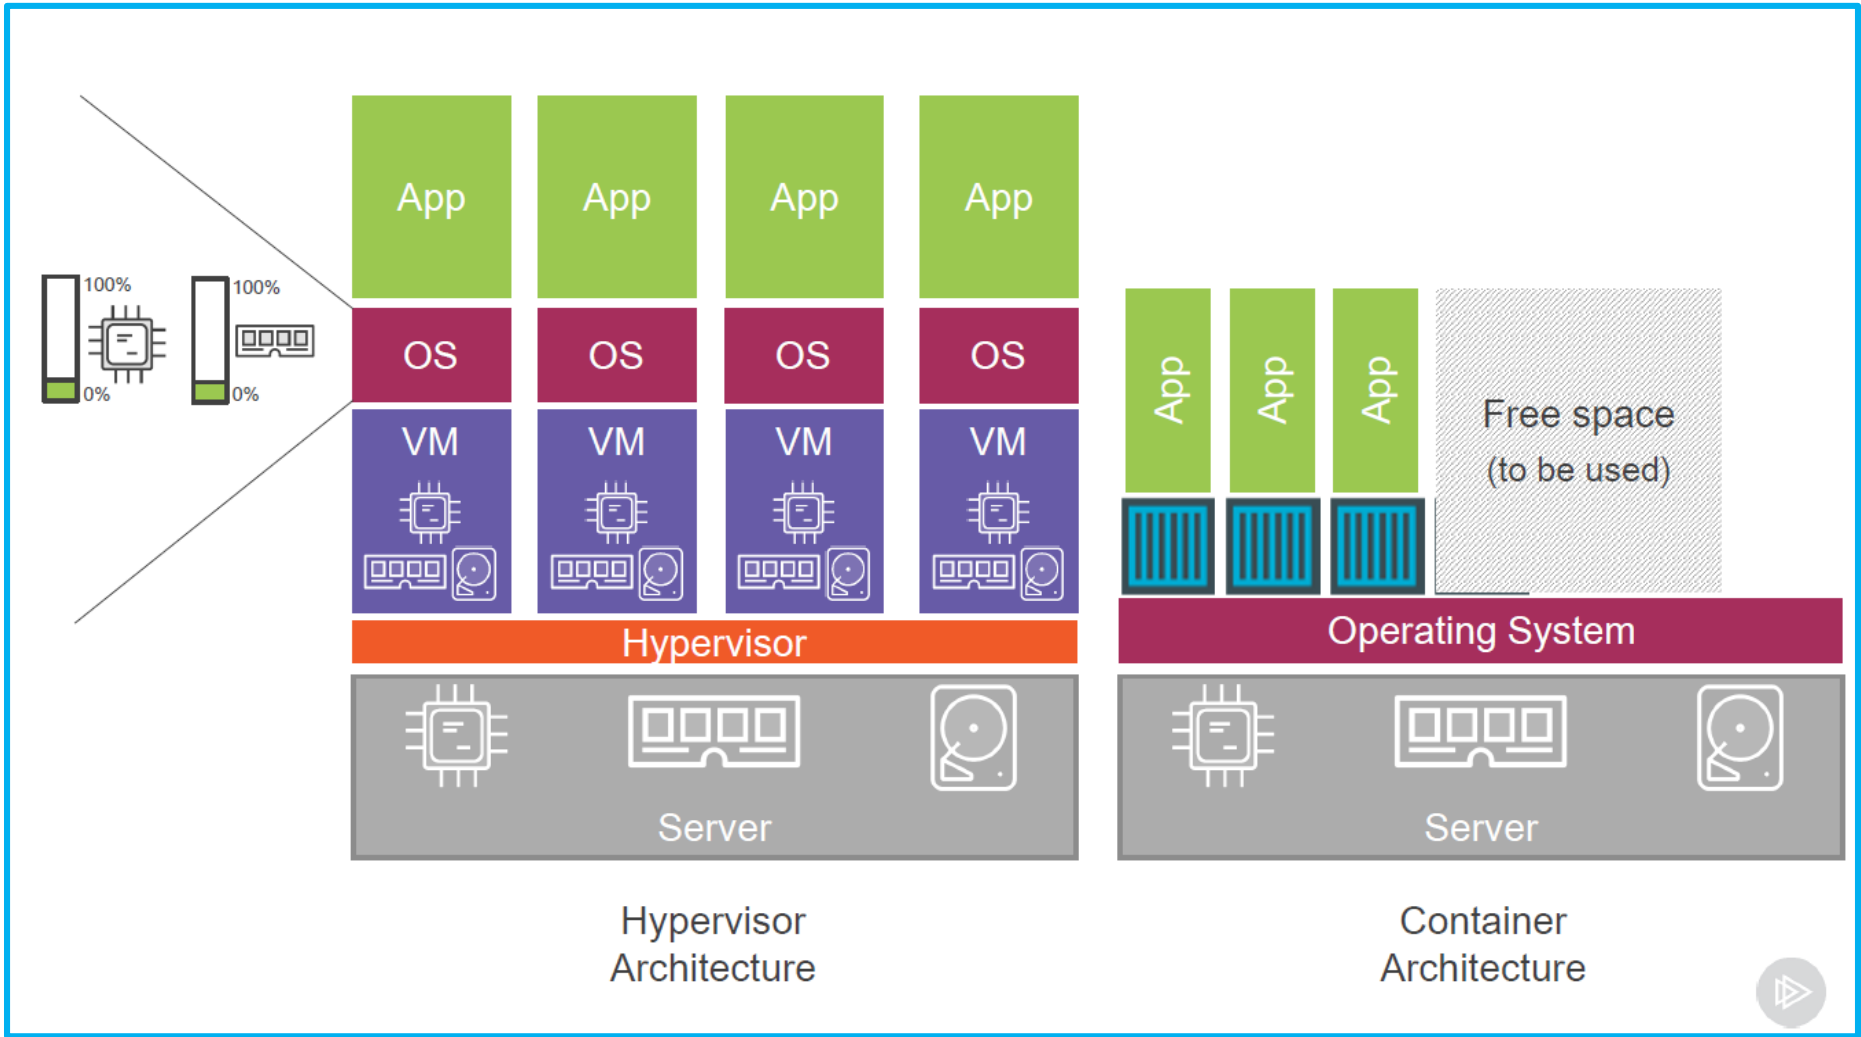 App
App
App
App
100%
100%
0%
0%
OS
OS
OS
OS
VM
VM
VM
VM
Hypervisor
Server
Hypervisor
Architecture
App
App
App
Free space
(to be used)
Operating System
Server
Container
Architecture